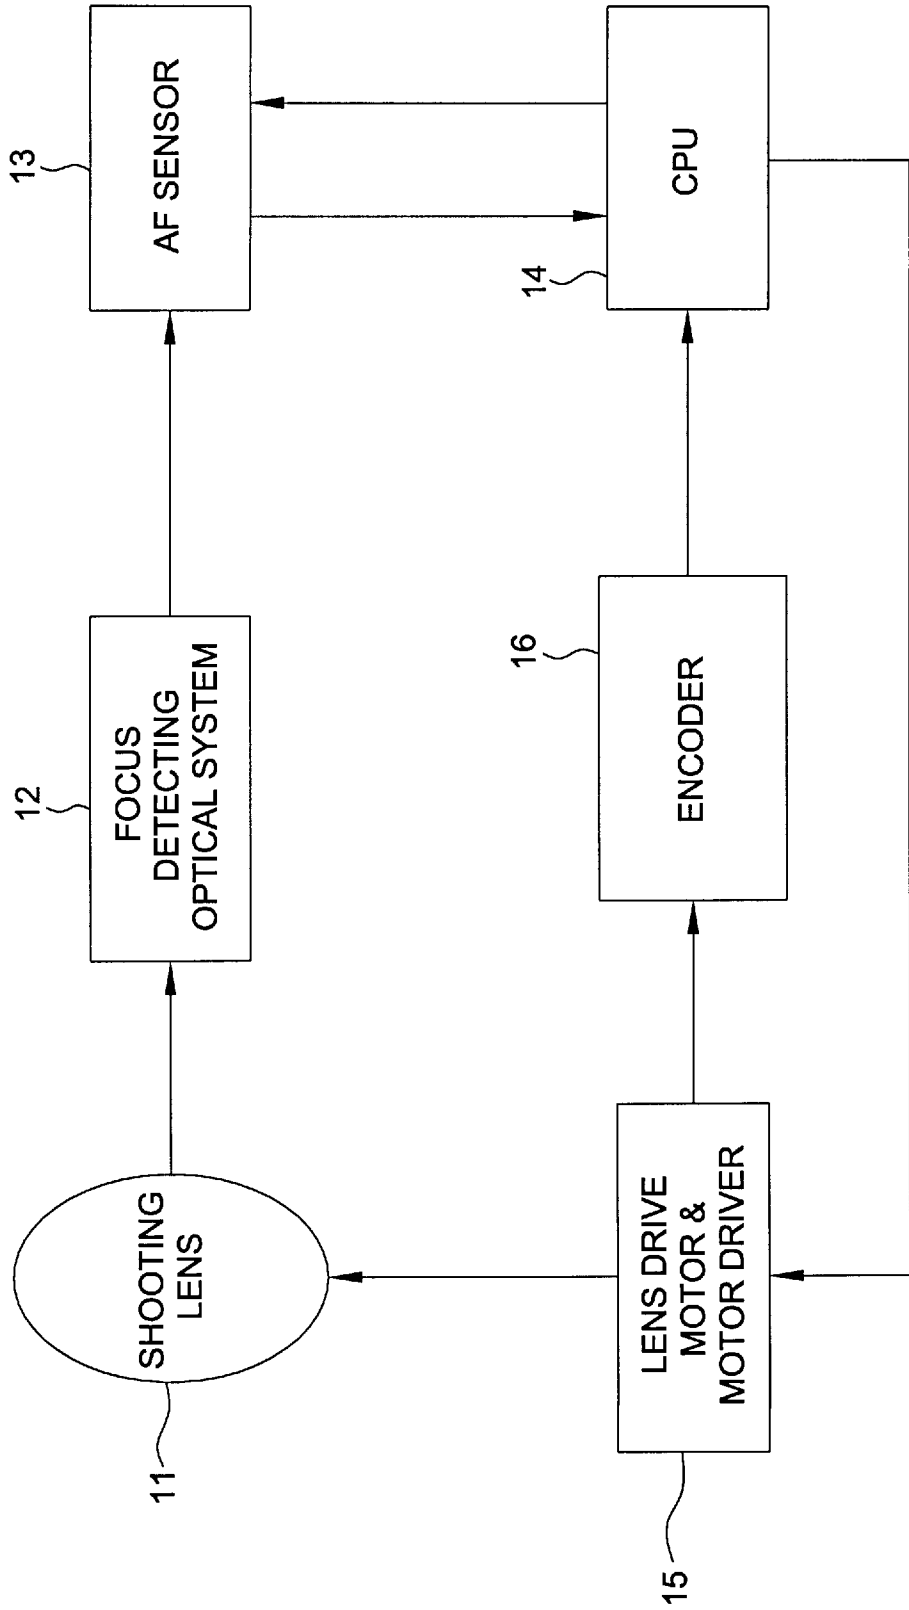 11
SHOOTING
LENS
12
FOCUS
DETECTING
OPTICAL SYSTEM
13
AF SENSOR
15
LENS DRIVE
MOTOR &
MOTOR DRIVER
16
ENCODER
14
CPU